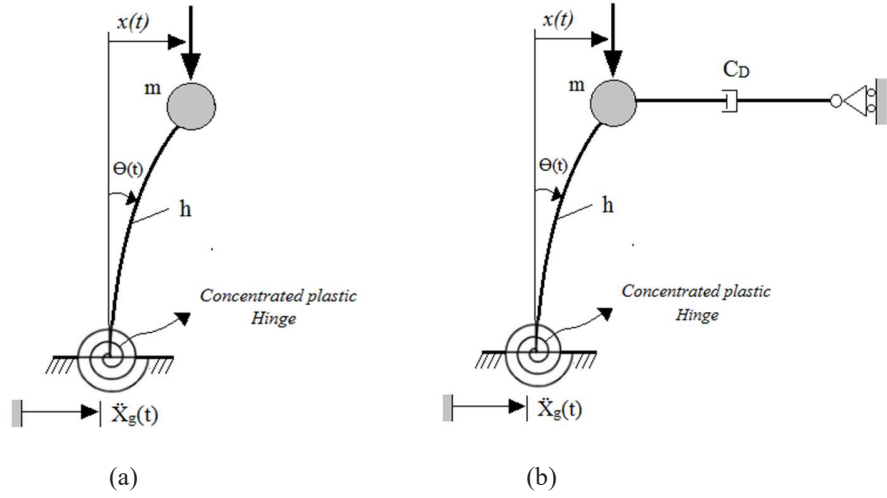 x(t)
m
ϴ(t)
h
Concentrated plastic
Hinge
Ẍg(t)
(a)
x(t)
CD
m
ϴ(t)
h
Concentrated plastic
Hinge
Ẍg(t)
(b)